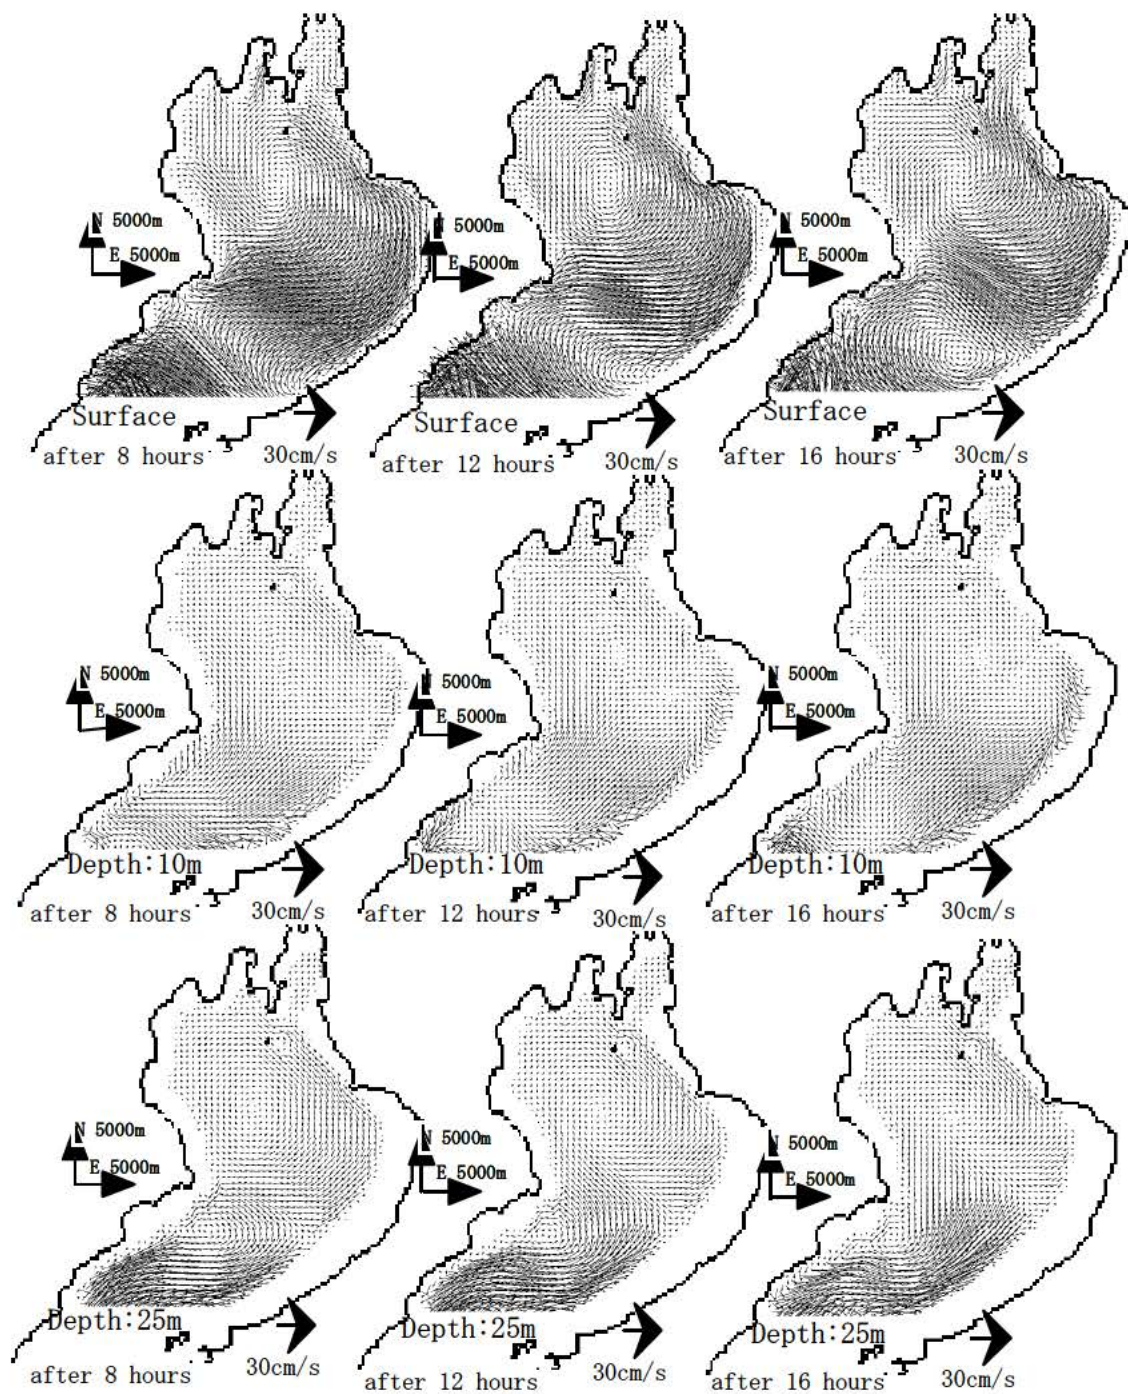 N 5000m
E 5000m
Surface
after 8 hours
30cm/s
N 5000m
E 5000m
Surface
after 12 hours
30cm/s
N 5000m
E 5000m
Surface
after 16 hours
30cm/s
N 5000m
E 5000m
Depth:10m
after 8 hours
30cm/s
N 5000m
E 5000m
Depth:10m
after 12 hours
30cm/s
N 5000m
E 5000m
Depth:10m
after 16 hours
30cm/s
N 5000m
E 5000m
Depth:25m
after 8 hours
30cm/s
N 5000m
E 5000m
Depth:25m
after 12 hours
30cm/s
N 5000m
E 5000m
Depth:25m
after 16 hours
30cm/s